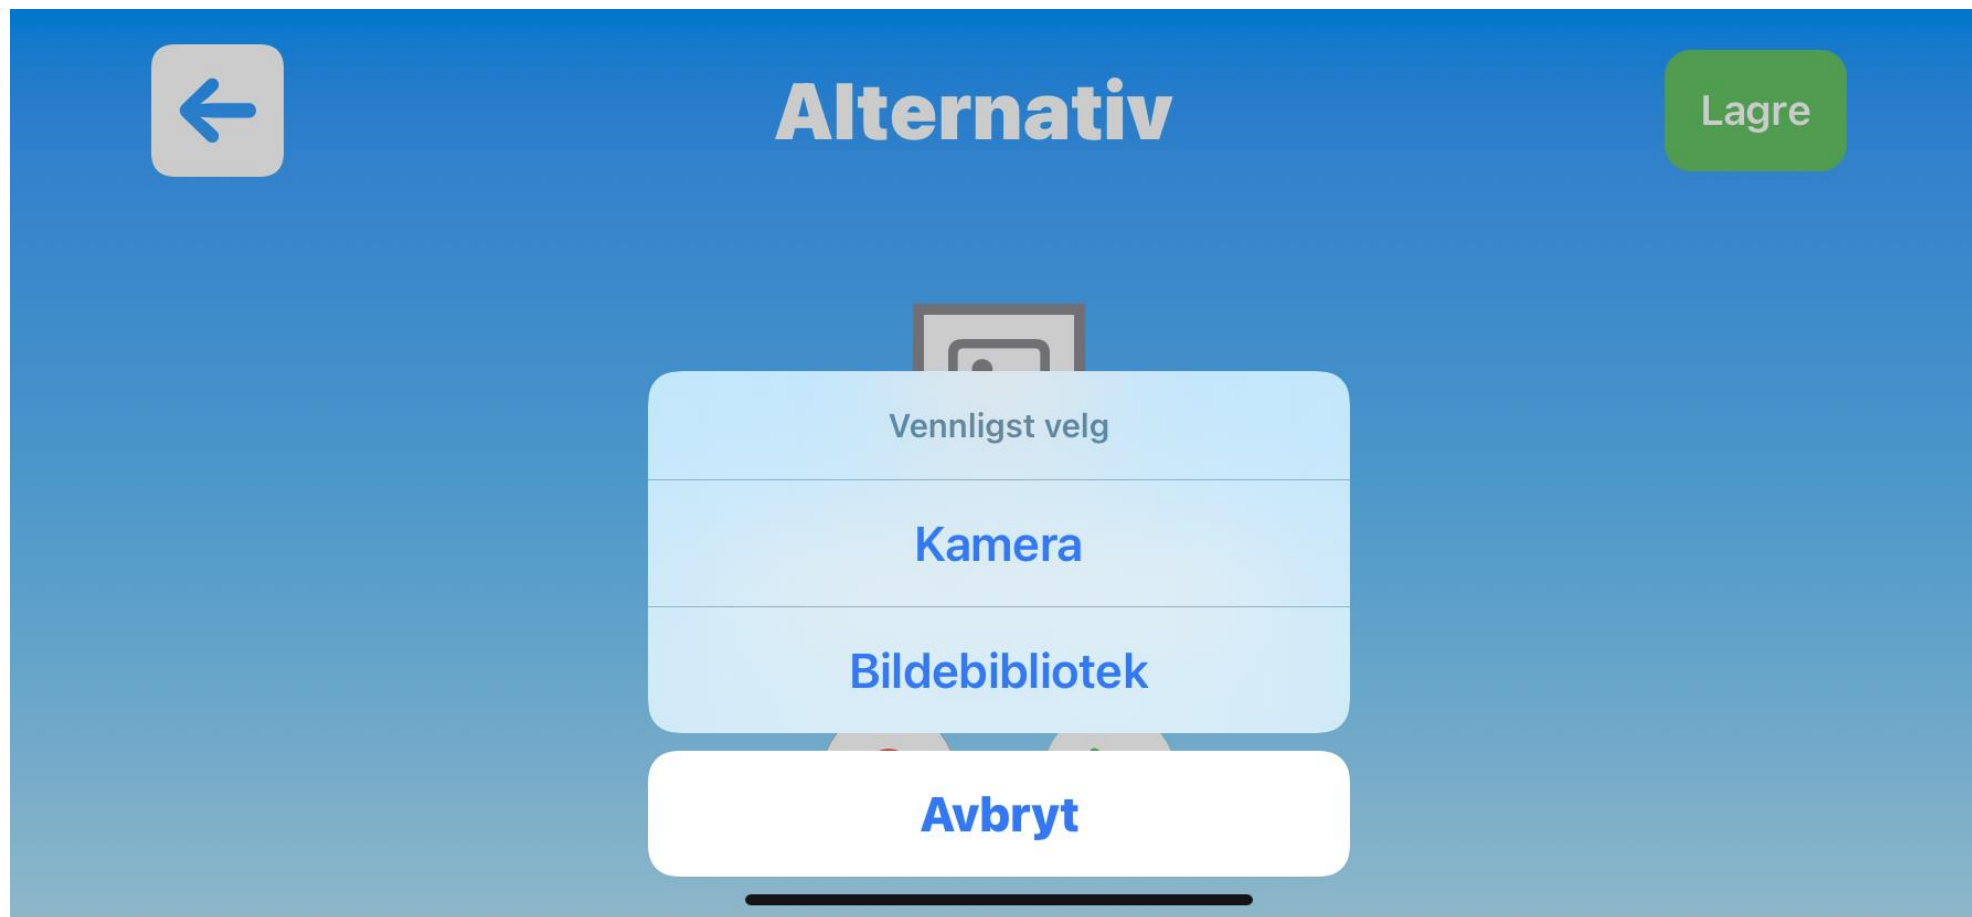 Alternativ
Lagre
Vennligst velg
Kamera
Bildebibliotek
Avbryt